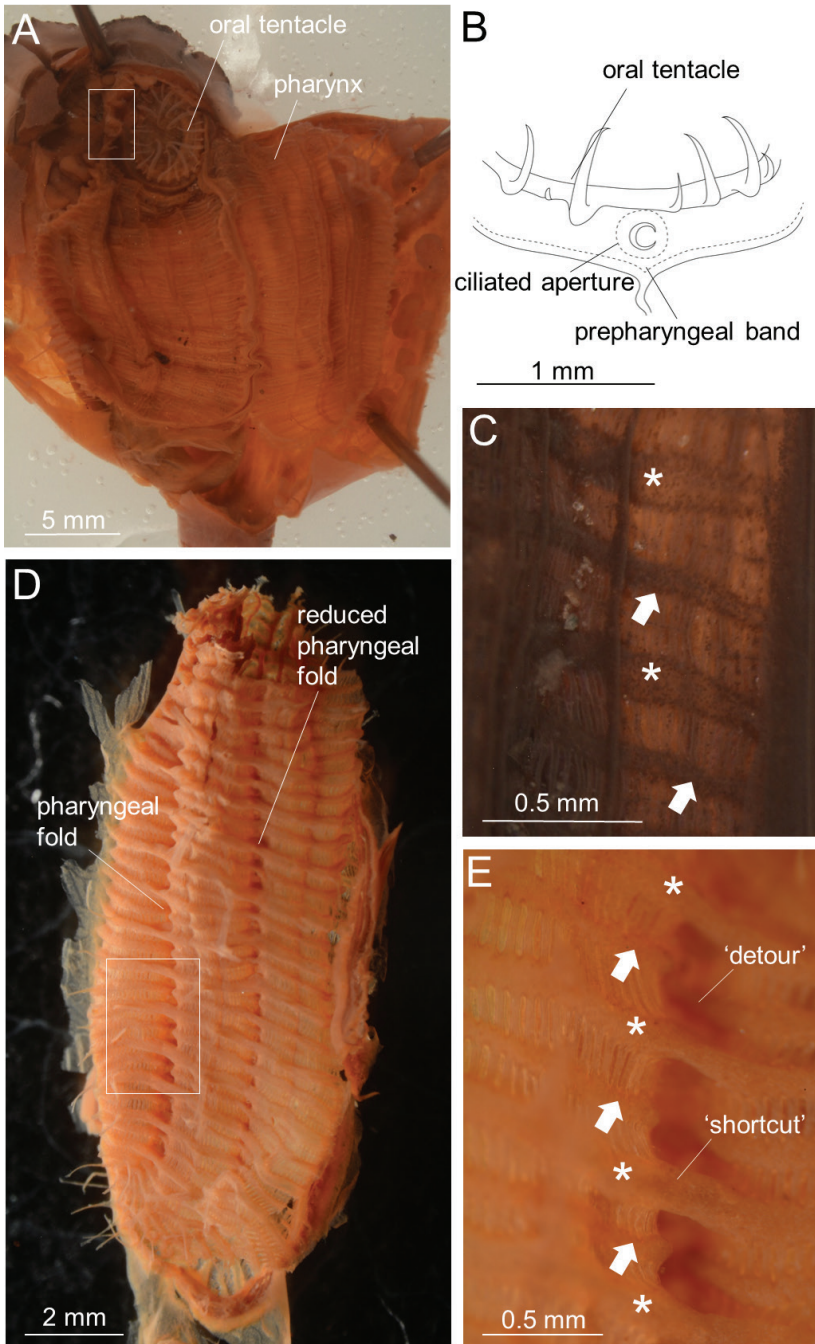 A
oral tentacle
pharynx
5 mm
B
oral tentacle
ciliated aperture
prepharyngeal band
1 mm
C
*
*
0.5 mm
D
reduced
pharyngeal
fold
pharyngeal
fold
2 mm
E
*
‘detour’
*
‘shortcut’
*
*
0.5 mm